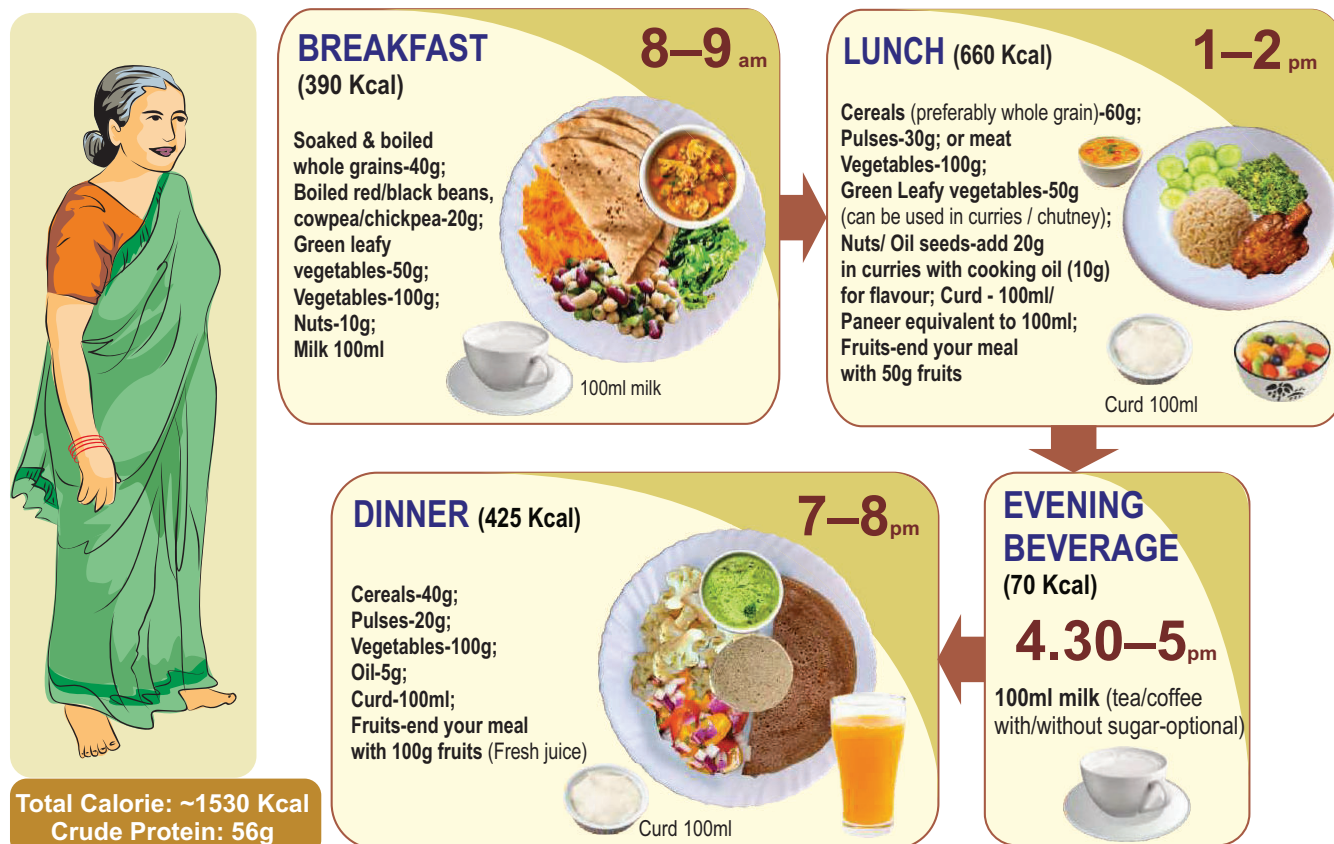 BREAKFAST
(390 Kcal)
8–9 am
Soaked & boiled
whole grains-40g;
Boiled red/black beans,
cowpea/chickpea-20g;
Green leafy
vegetables-50g;
Vegetables-100g;
Nuts-10g;
Milk 100ml
100ml milk
LUNCH (660 Kcal)
1–2 pm
Cereals (preferably whole grain)-60g;
Pulses-30g; or meat
Vegetables-100g;
Green Leafy vegetables-50g
(can be used in curries / chutney);
Nuts/ Oil seeds-add 20g
in curries with cooking oil (10g)
for flavour; Curd - 100ml/
Paneer equivalent to 100ml;
Fruits-end your meal
with 50g fruits
Curd 100ml
EVENING
BEVERAGE
(70 Kcal)
4.30–5pm
100ml milk (tea/coffee
with/without sugar-optional)
DINNER (425 Kcal)
7–8pm
Cereals-40g;
Pulses-20g;
Vegetables-100g;
Oil-5g;
Curd-100ml;
Fruits-end your meal
with 100g fruits (Fresh juice)
Curd 100ml
Total Calorie: ~1530 Kcal
Crude Protein: 56g